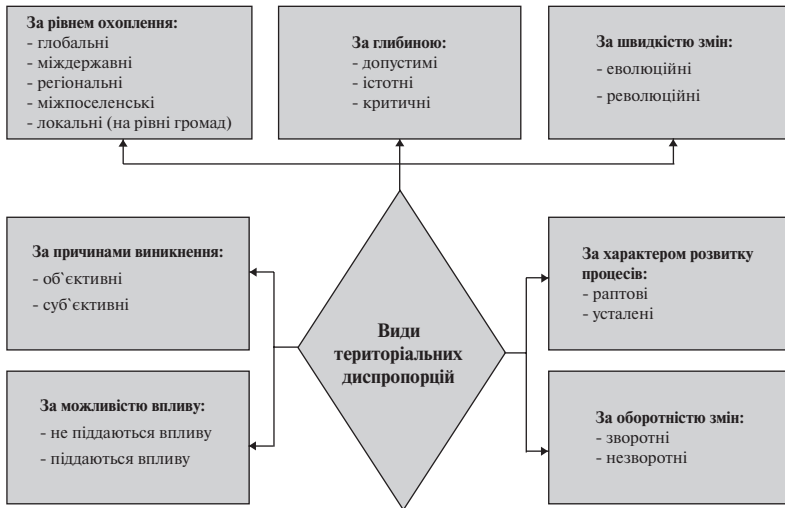 За рівнем охоплення:
- глобальні
- міждержавні
- регіональні
- міжпоселенські
- локальні (на рівні громад)
За глибиною:
- допустимі
- істотні
- критичні
За швидкістю змін:
- еволюційні
- революційні
За причинами виникнення:
- об`єктивні
- суб`єктивні
За характером розвитку
процесів:
- раптові
- усталені
Види
територіальних
диспропорцій
За можливістю впливу:
- не піддаються впливу
- піддаються впливу
За оборотністю змін:
- зворотні
- незворотні